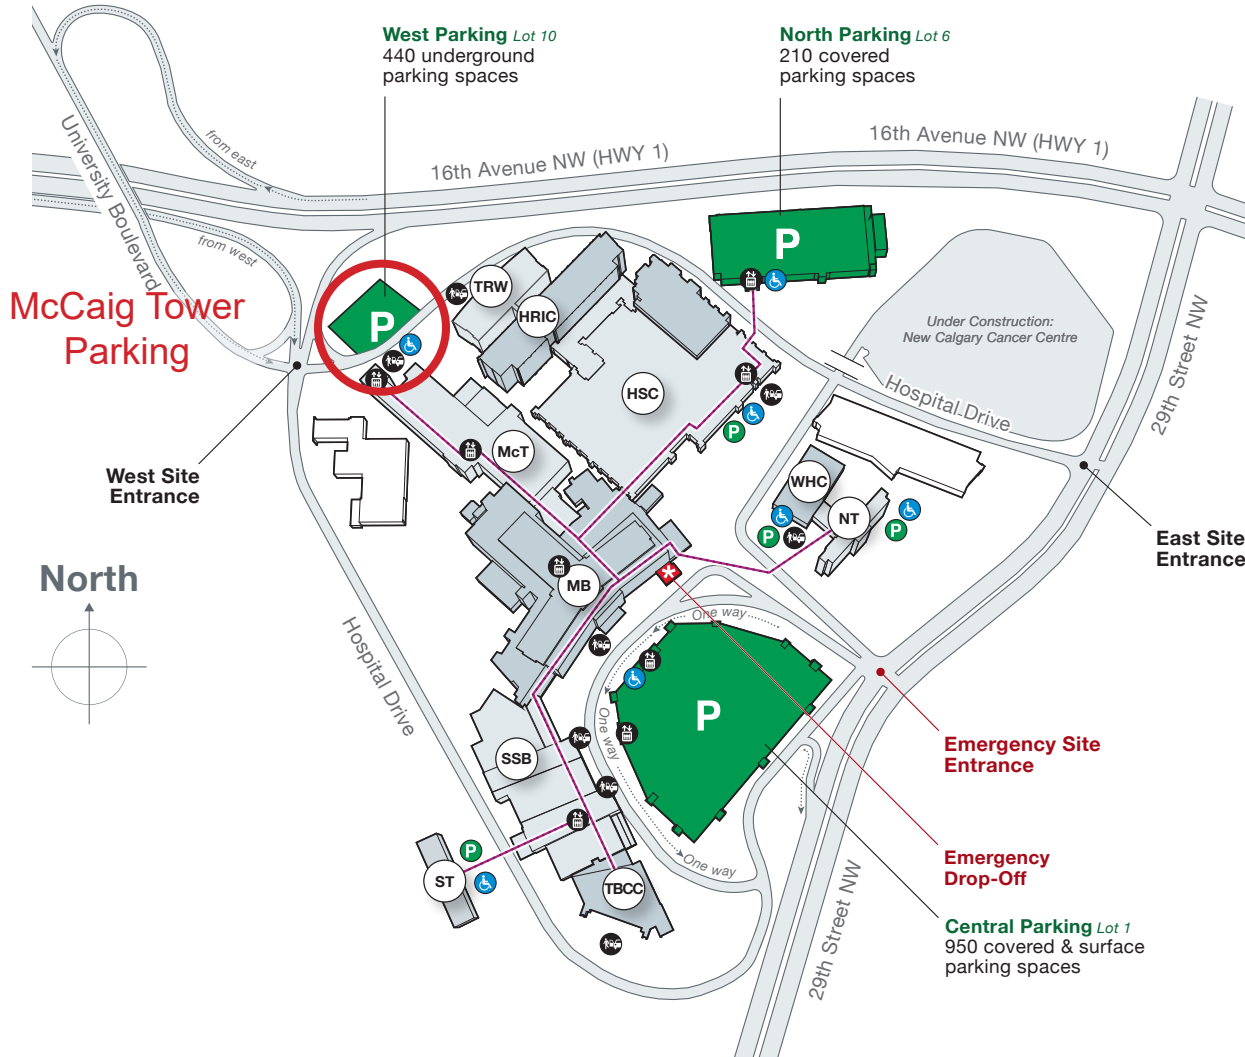 West Parking Lot 10
440 underground
parking spaces
North Parking Lot 6
210 covered
parking spaces
University Boulevard
from east
from west
16th Avenue NW (HWY 1)
16th Avenue NW (HWY 1)
29th Street NW
McCaig Tower
Parking
P
P
TRW
HRIC
HSC
McT
Under Construction:
New Calgary Cancer Centre
Hospital Drive
P
West Site
Entrance
WHC
NT
P
P
East Site
Entrance
North
MB
*
One way
Hospital Drive
P
One way
SSB
Emergency Site
Entrance
P
ST
TBCC
One way
Emergency
Drop-Off
29th Street NW
Central Parking Lot 1
950 covered & surface
parking spaces